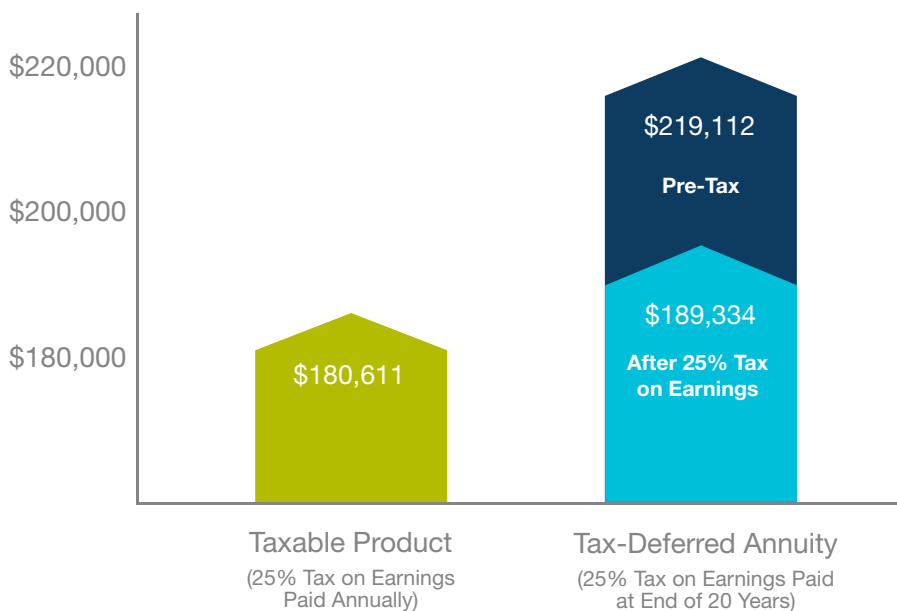 $220,000
$200,000
$180,000
$180,611
$219,112
Pre-Tax
$189,334
After 25% Tax
on Earnings
Taxable Product
(25% Tax on Earnings
Paid Annually)
Tax-Deferred Annuity
(25% Tax on Earnings Paid
at End of 20 Years)